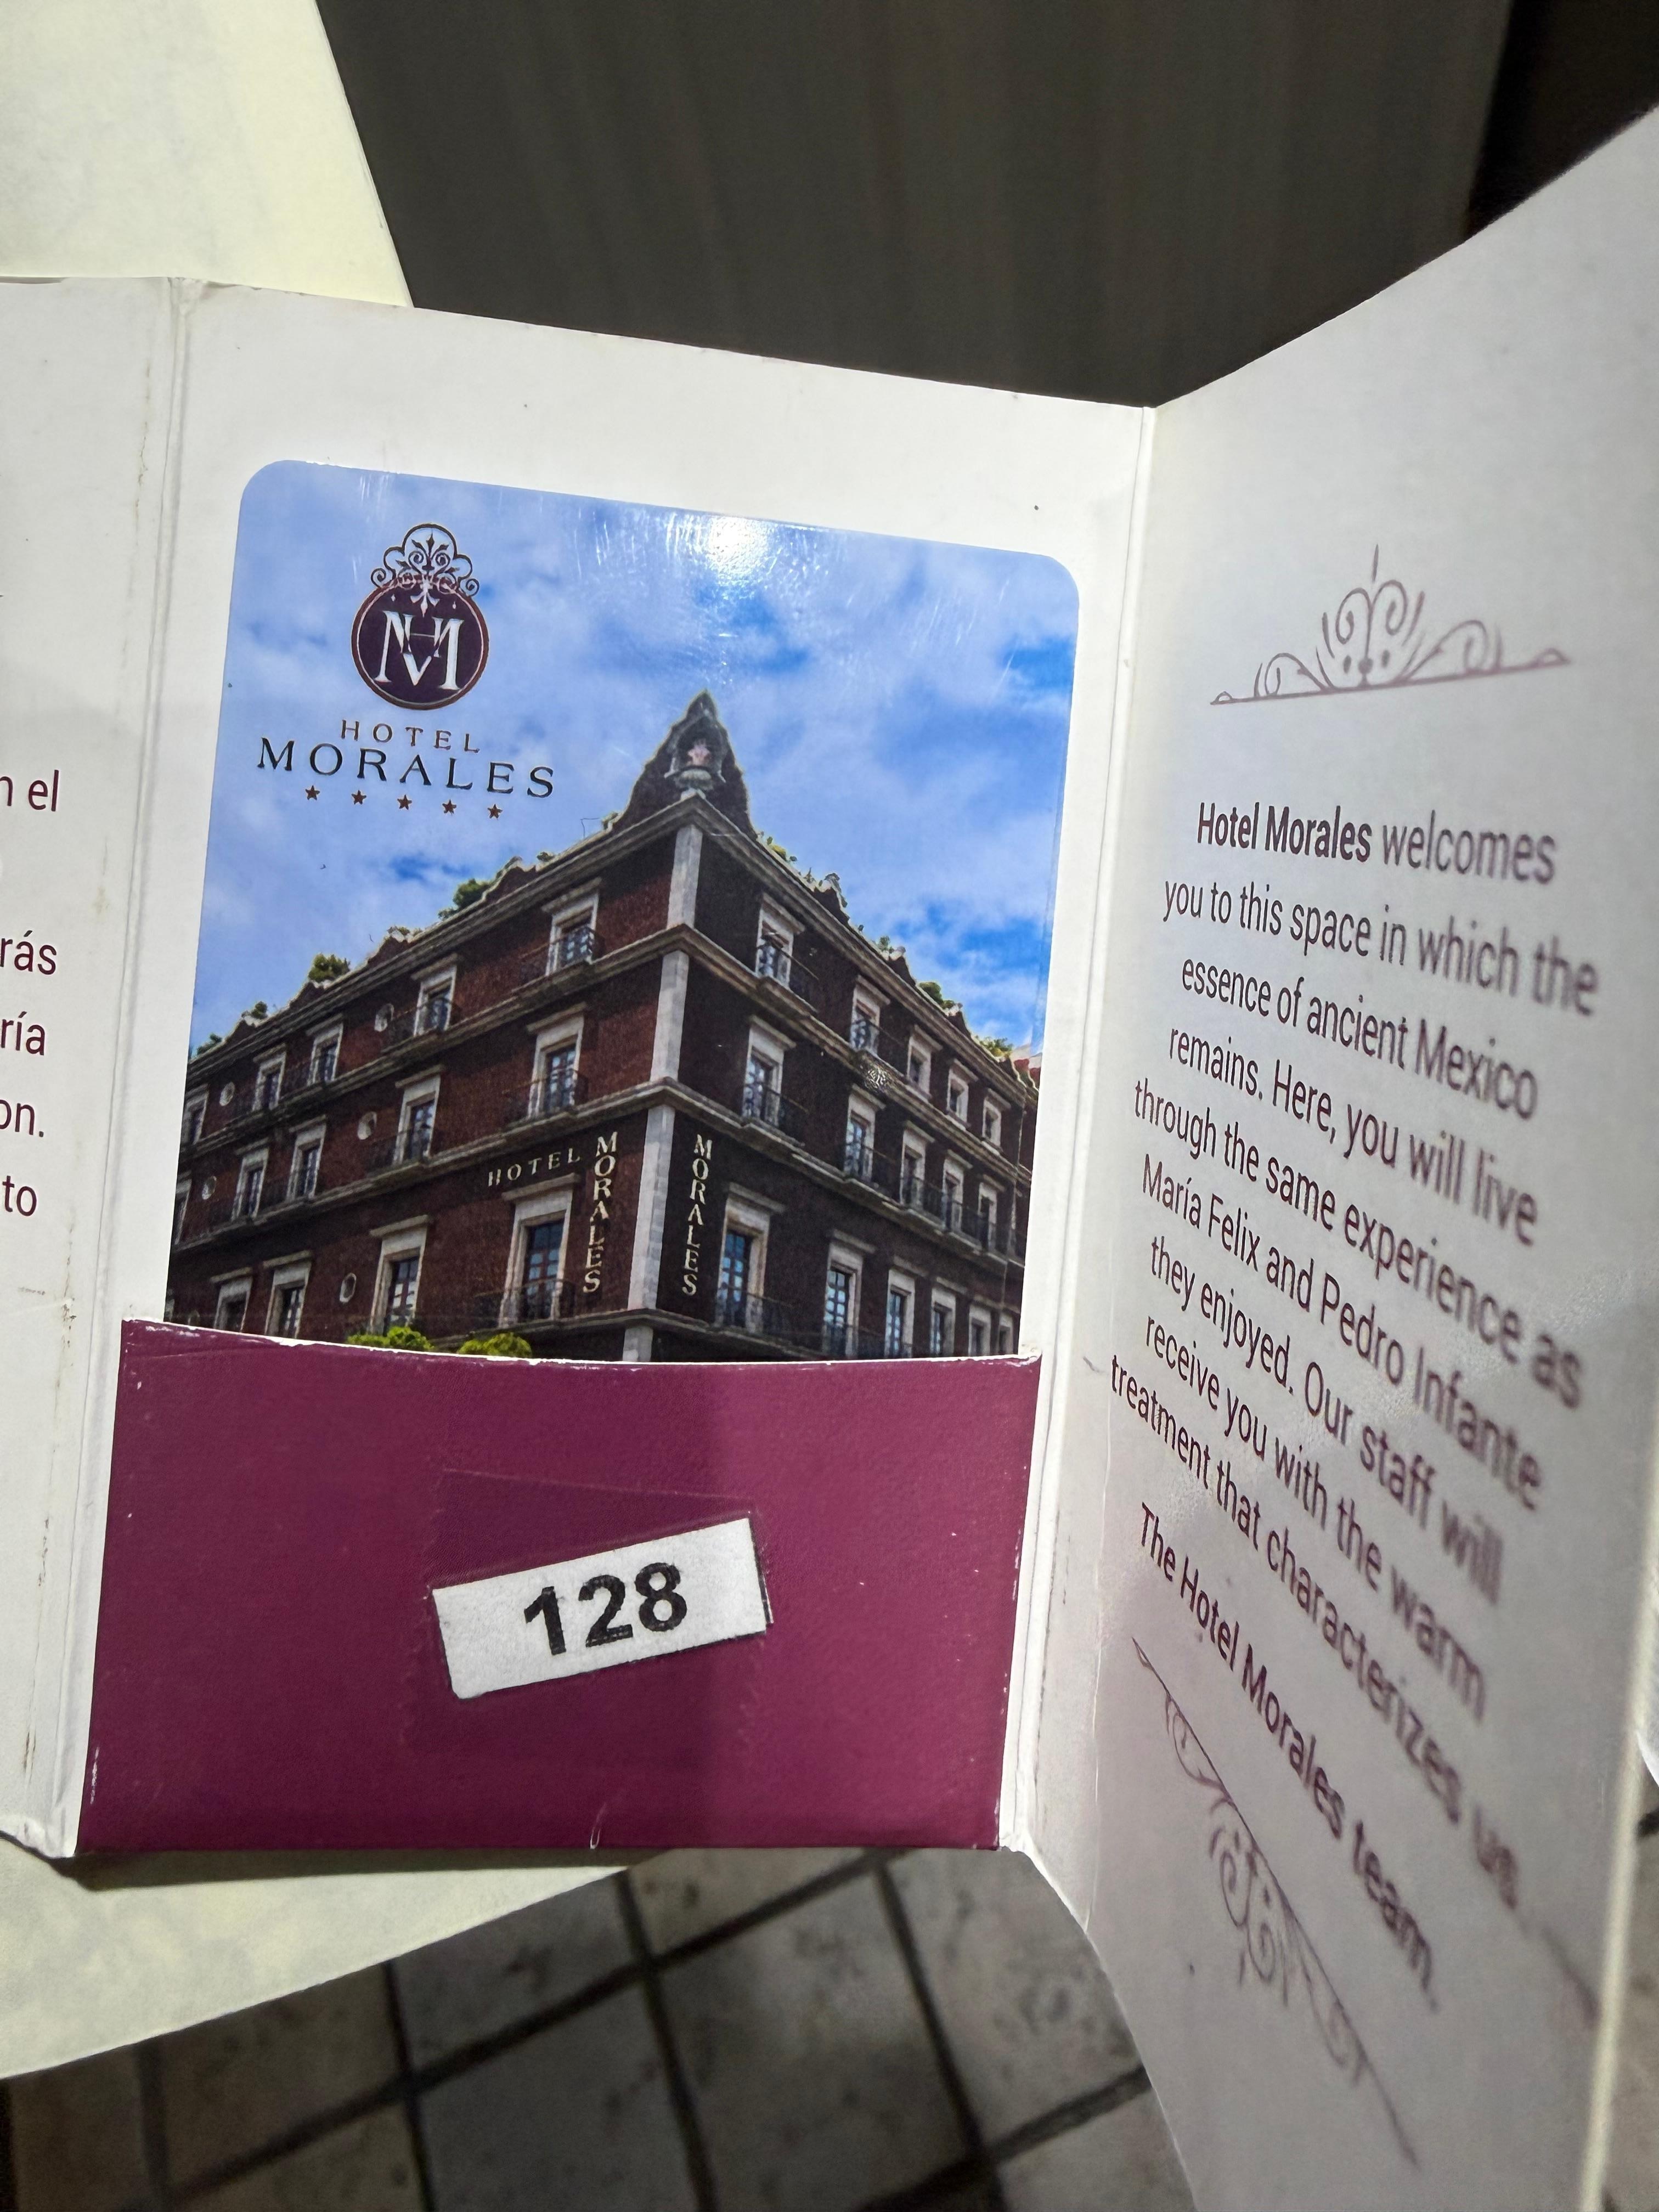 n el
rás
ría
on.
to
HM
HOTEL
MORALES
HOTEL
MORALES
MORALES
128
Hotel Morales welcomes
you to this space in which the
essence of ancient Mexico
remains. Here, you will live
through the same experience as
María Felix and Pedro Infante
they enjoyed. Our staff will
receive you with the warm
treatment that characterizes us.
The Hotel Morales team.